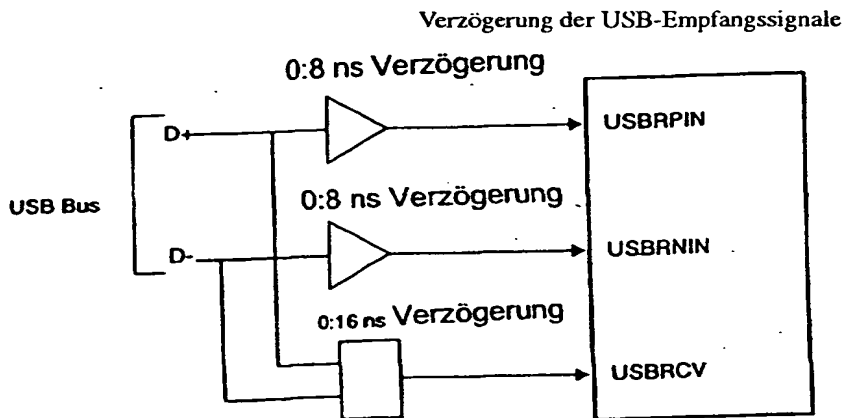 Verzögerung der USB-Empfangssignale
0:8 ns Verzögerung
D+
USBRPIN
USB Bus
0:8 ns Verzögerung
D-
USBRNIN
0:16 ns Verzögerung
USBRCV